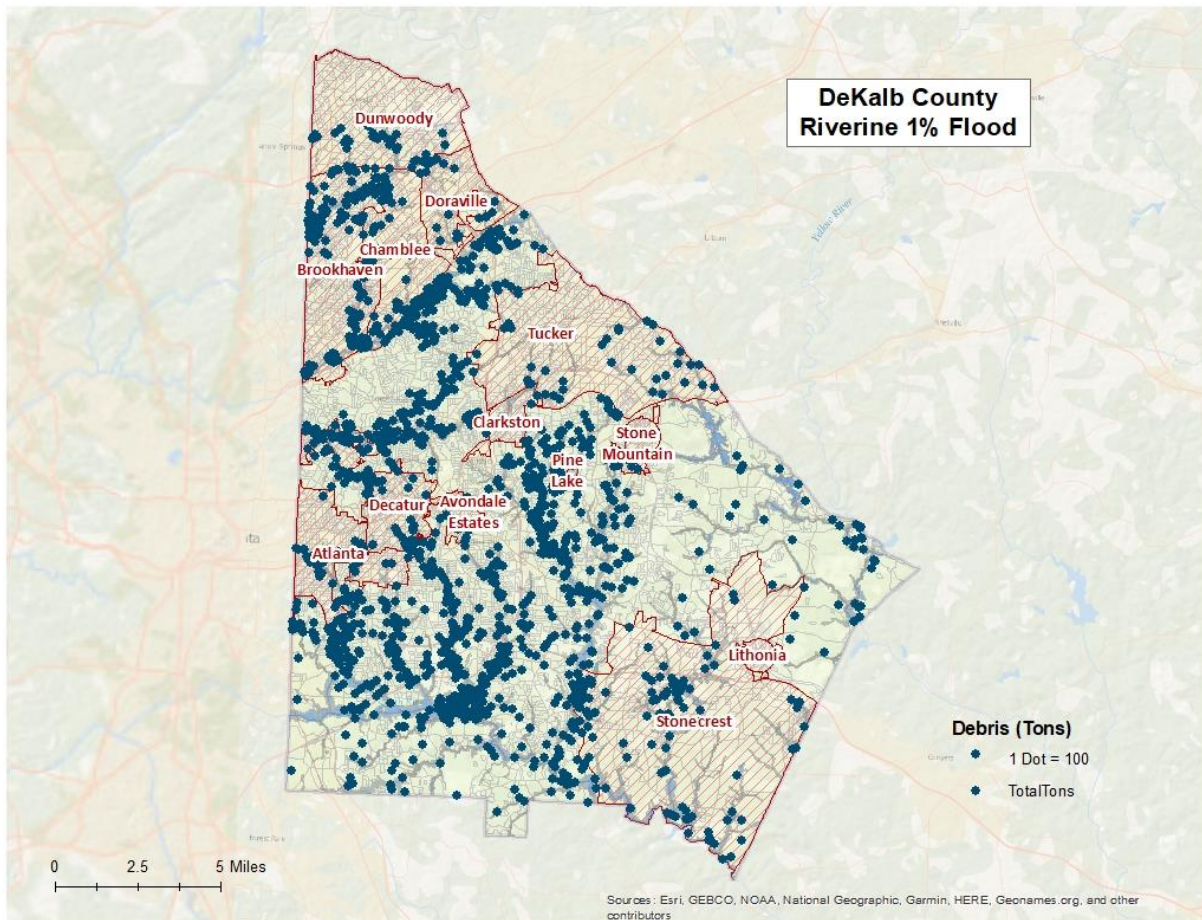 DeKalb County
Riverine 1% Flood
Dunwoody
Doraville
Chamblee
Brookhaven
Yellow River
Tucker
Clarkston
Stone
Mountain
Pine
Lake
Decatur
Avondale
Estates
Atlanta
Lithonia
Stonecrest
Debris (Tons)
1 Dot = 100
TotalTons
0 2.5 5 Miles
Sources: Esri, GEBCO, NOAA, National Geographic, Garmin, HERE, Geonames.org, and other
contributors